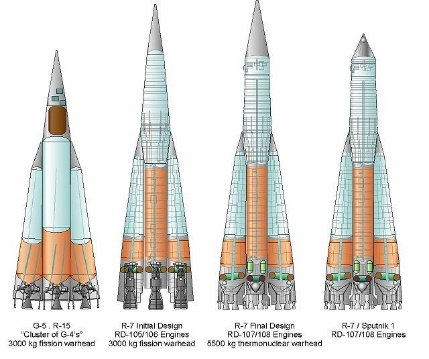 G-5 . R-15
"Cluster of G-4's"
3000 kg fission warhead
R-7 Initial Design
RD-105/106 Engines
3000 kg fission warhead
R-7 Final Design
RD-107/108 Engines
5500 kg thermonuclear warhead
R-7 / Sputnik 1
RD-107/108 Engines